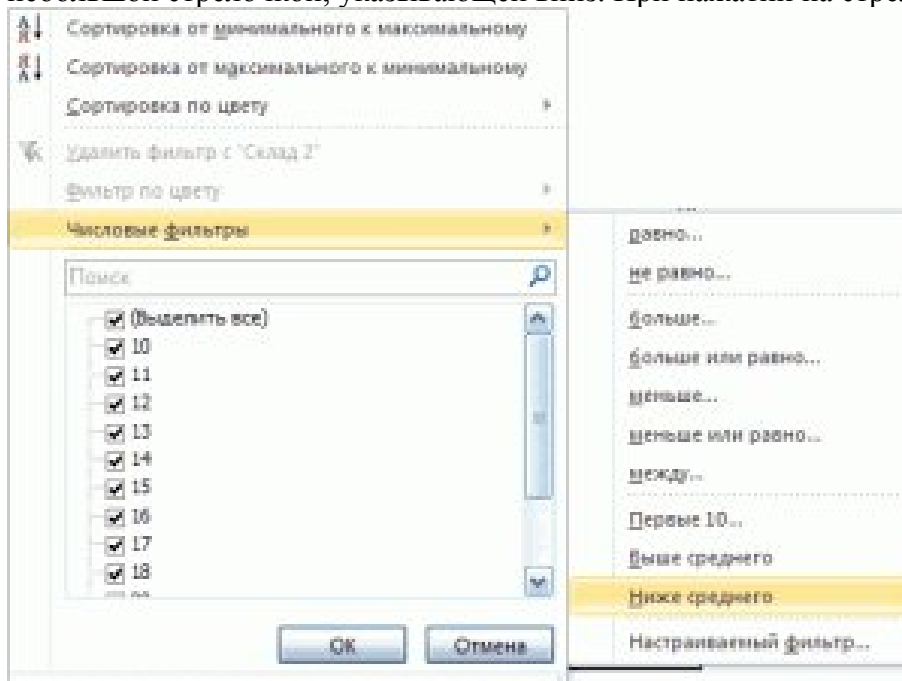 Сортировка от минимального к максимальному
Сортировка от максимального к минимальному
Сортировка по цвету
Удалить фильтр с "Склад 2"
Фильтр по цвету
Числовые фильтры
Поиск
(Выделить все)
10
11
12
13
14
15
16
17
18
ОК
Отмена
равно...
не равно...
больше...
больше или равно...
меньше...
меньше или равно...
между...
Первые 10...
Выше среднего
Ниже среднего
Настраиваемый фильтр...